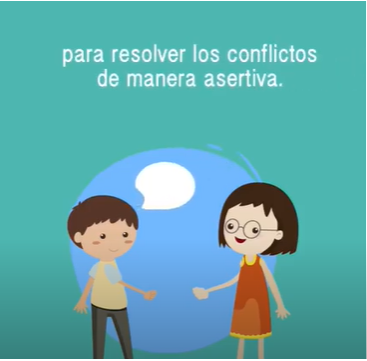 para resolver los conflictos
de manera asertiva.